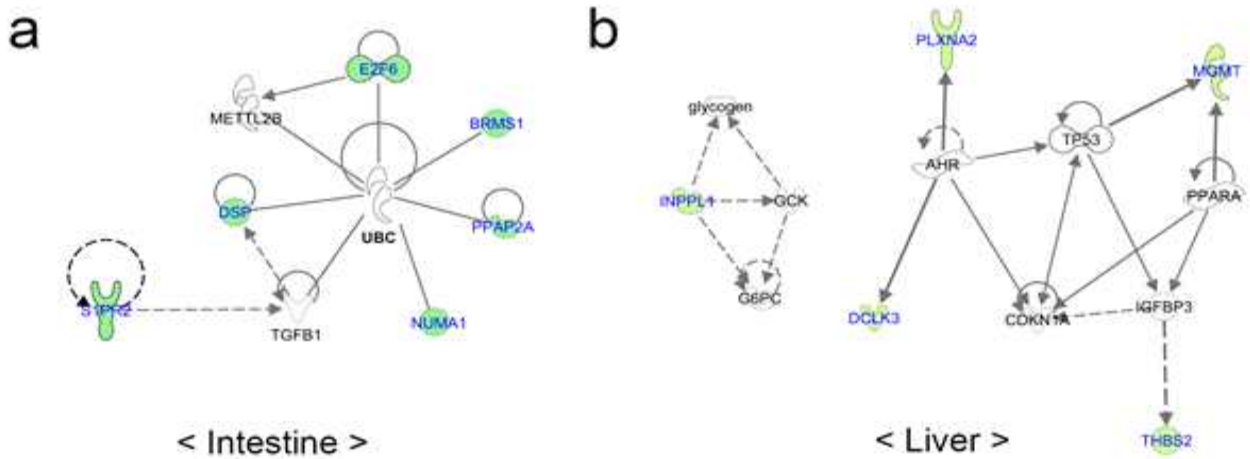 a
E2F6
METTL2B
BRMS1
DSP
UBC
PPAP2A
S1PR2
TGFB1
NUMA1
< Intestine >
b
PLXNA2
MGMT
glycogen
TP53
AHR
INPPL1
GCK
PPARA
G6PC
DCLK3
CDKN1A
IGFBP3
THBS2
< Liver >